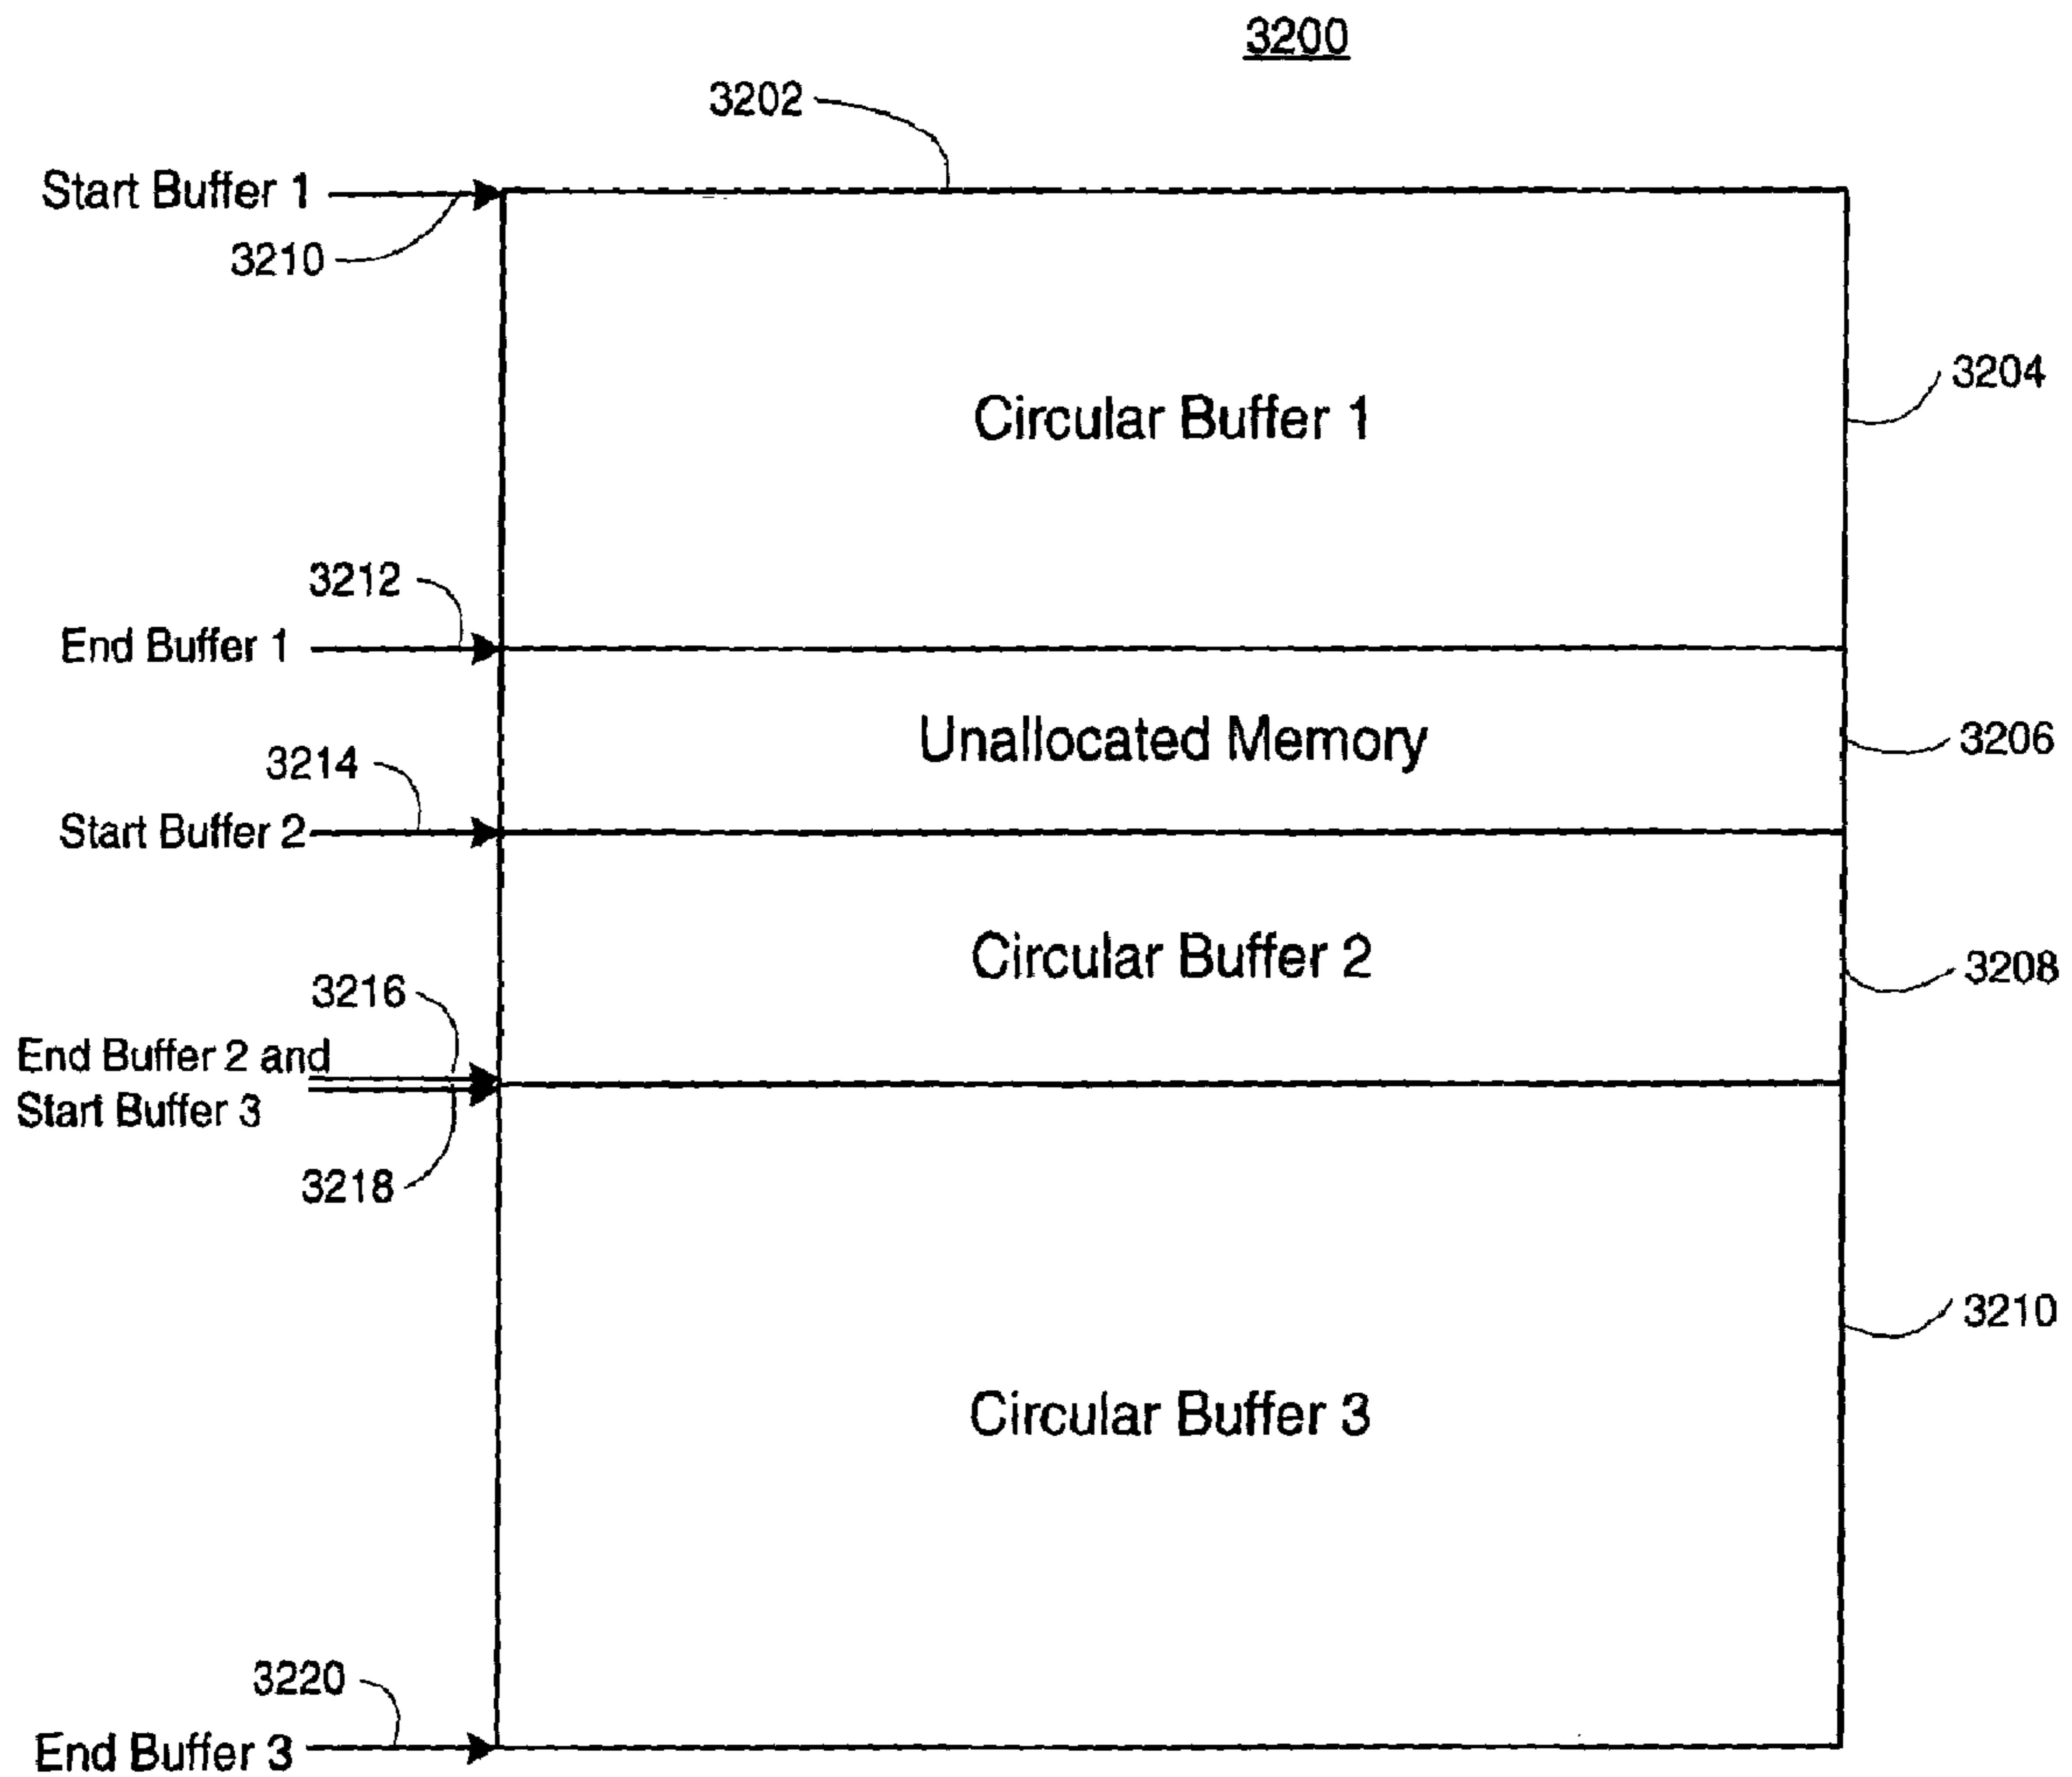 3200
3202
Start Buffer 1
3210
Circular Buffer 1
3204
3212
End Buffer 1
Unallocated Memory
3206
3214
Start Buffer 2
Circular Buffer 2
3208
3216
End Buffer 2 and
Start Buffer 3
3218
3210
Circular Buffer 3
3220
End Buffer 3